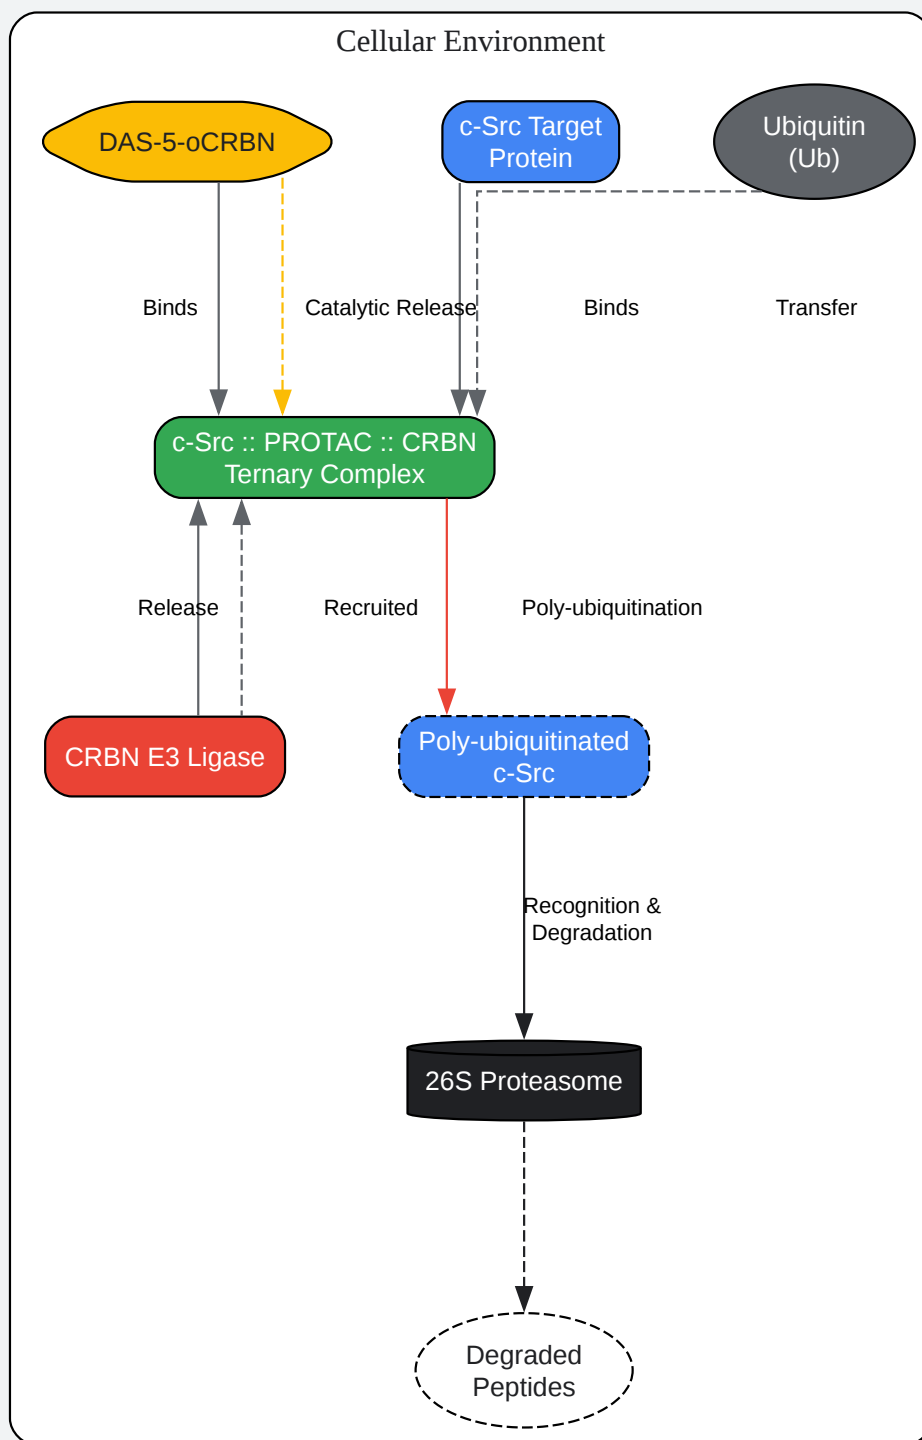 Cellular Environment
DAS-5-oCRBN
c-Src Target
Protein
Ubiquitin
(Ub)
Binds
Catalytic Release
Binds
Transfer
c-Src :: PROTAC :: CRBN
Ternary Complex
Release
Recruited
Poly-ubiquitination
CRBN E3 Ligase
Poly-ubiquitinated
c-Src
Recognition &
Degradation
26S Proteasome
Degraded
Peptides